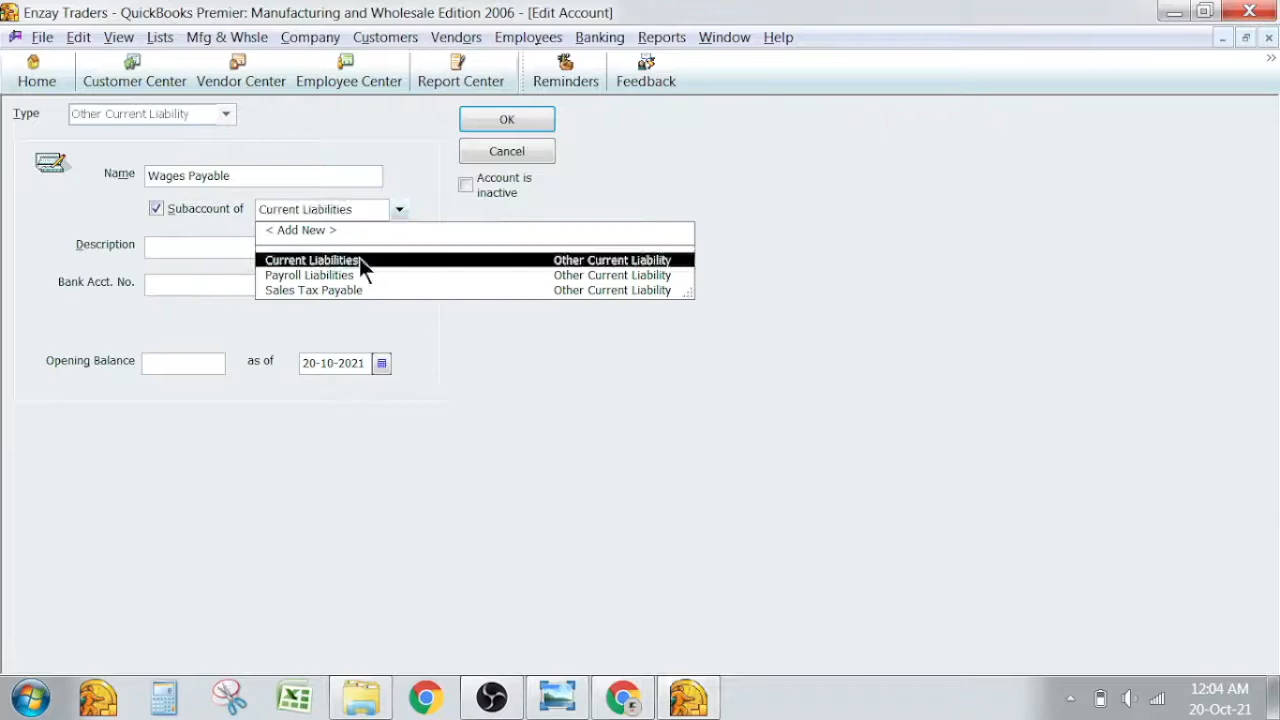 Enzay Traders - QuickBooks Premier: Manufacturing and Wholesale Edition 2006 - [Edit Account]
File Edit View Lists Mfg & Whsle Company Customers Vendors Employees Banking Reports Window Help
Home Customer Center Vendor Center Employee Center Report Center Reminders Feedback
Type Other Current Liability
OK
Cancel
Account is
inactive
Name Wages Payable
Subaccount of Current Liabilities
< Add New >
Current Liabilities Other Current Liability
Payroll Liabilities Other Current Liability
Sales Tax Payable Other Current Liability
Description
Bank Acct. No.
Opening Balance as of 20-10-2021
12:04 AM
20-Oct-21